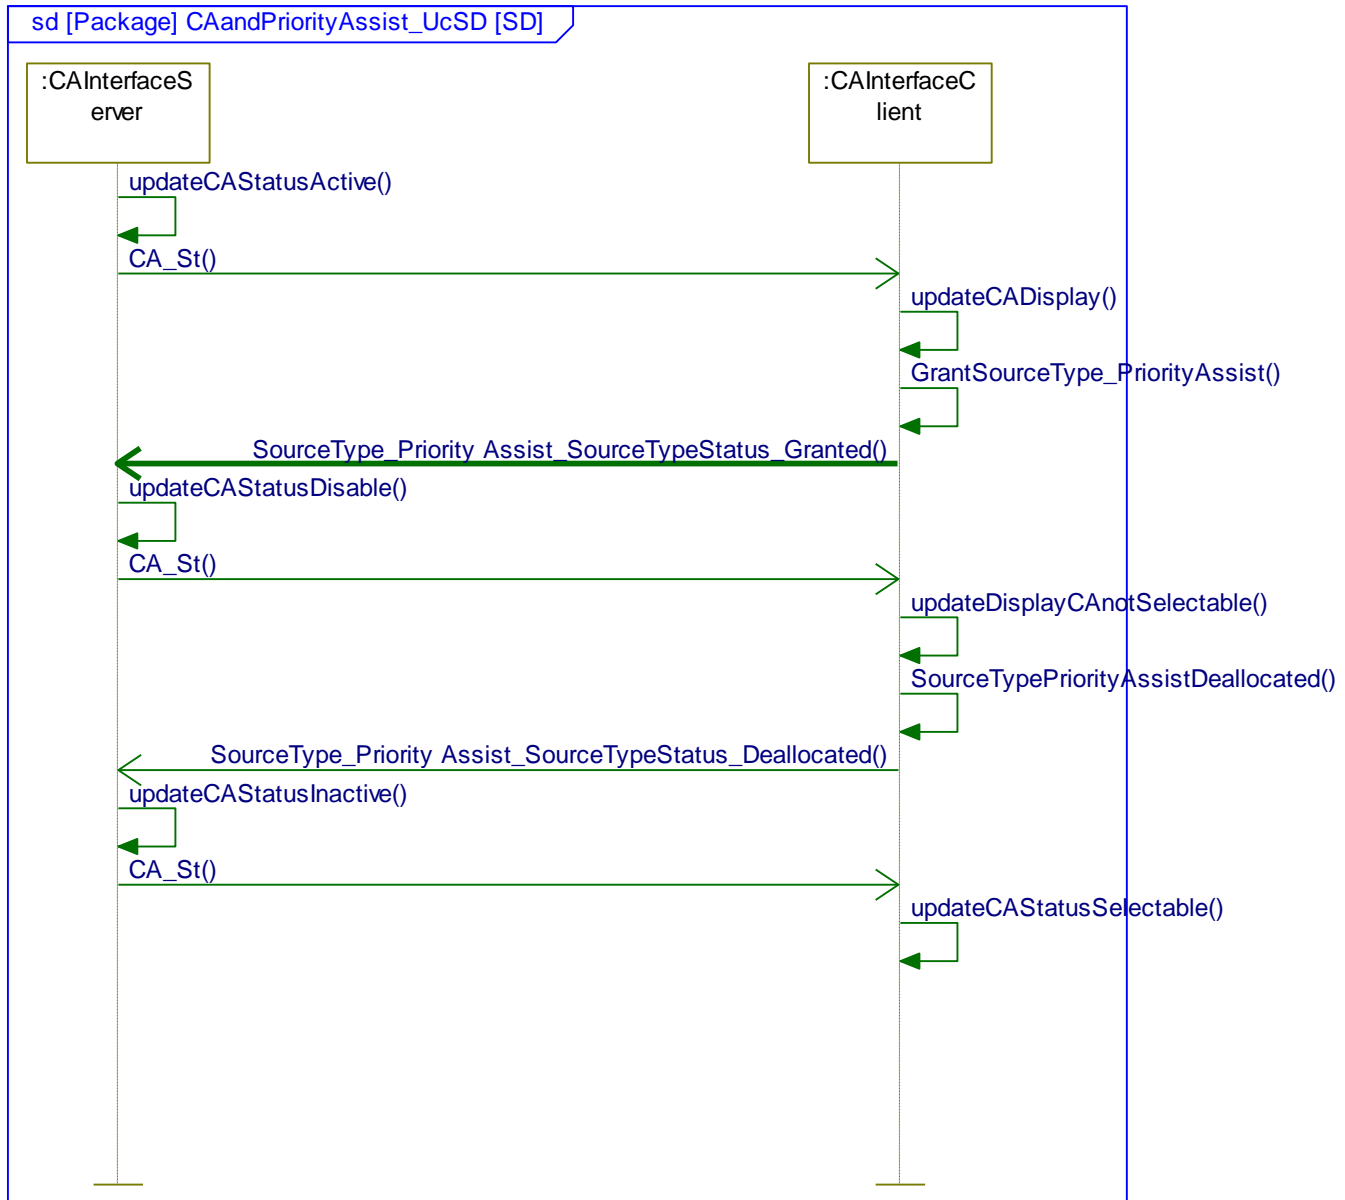 sd [Package] CAandPriorityAssist_UcSD [SD]
:CAInterfaceS
erver
:CAInterfaceC
lient
updateCAStatusActive()
CA_St()
updateCADisplay()
GrantSourceType_PriorityAssist()
SourceType_Priority Assist_SourceTypeStatus_Granted()
updateCAStatusDisable()
CA_St()
updateDisplayCAnotSelectable()
SourceTypePriorityAssistDeallocated()
SourceType_Priority Assist_SourceTypeStatus_Deallocated()
updateCAStatusInactive()
CA_St()
updateCAStatusSelectable()